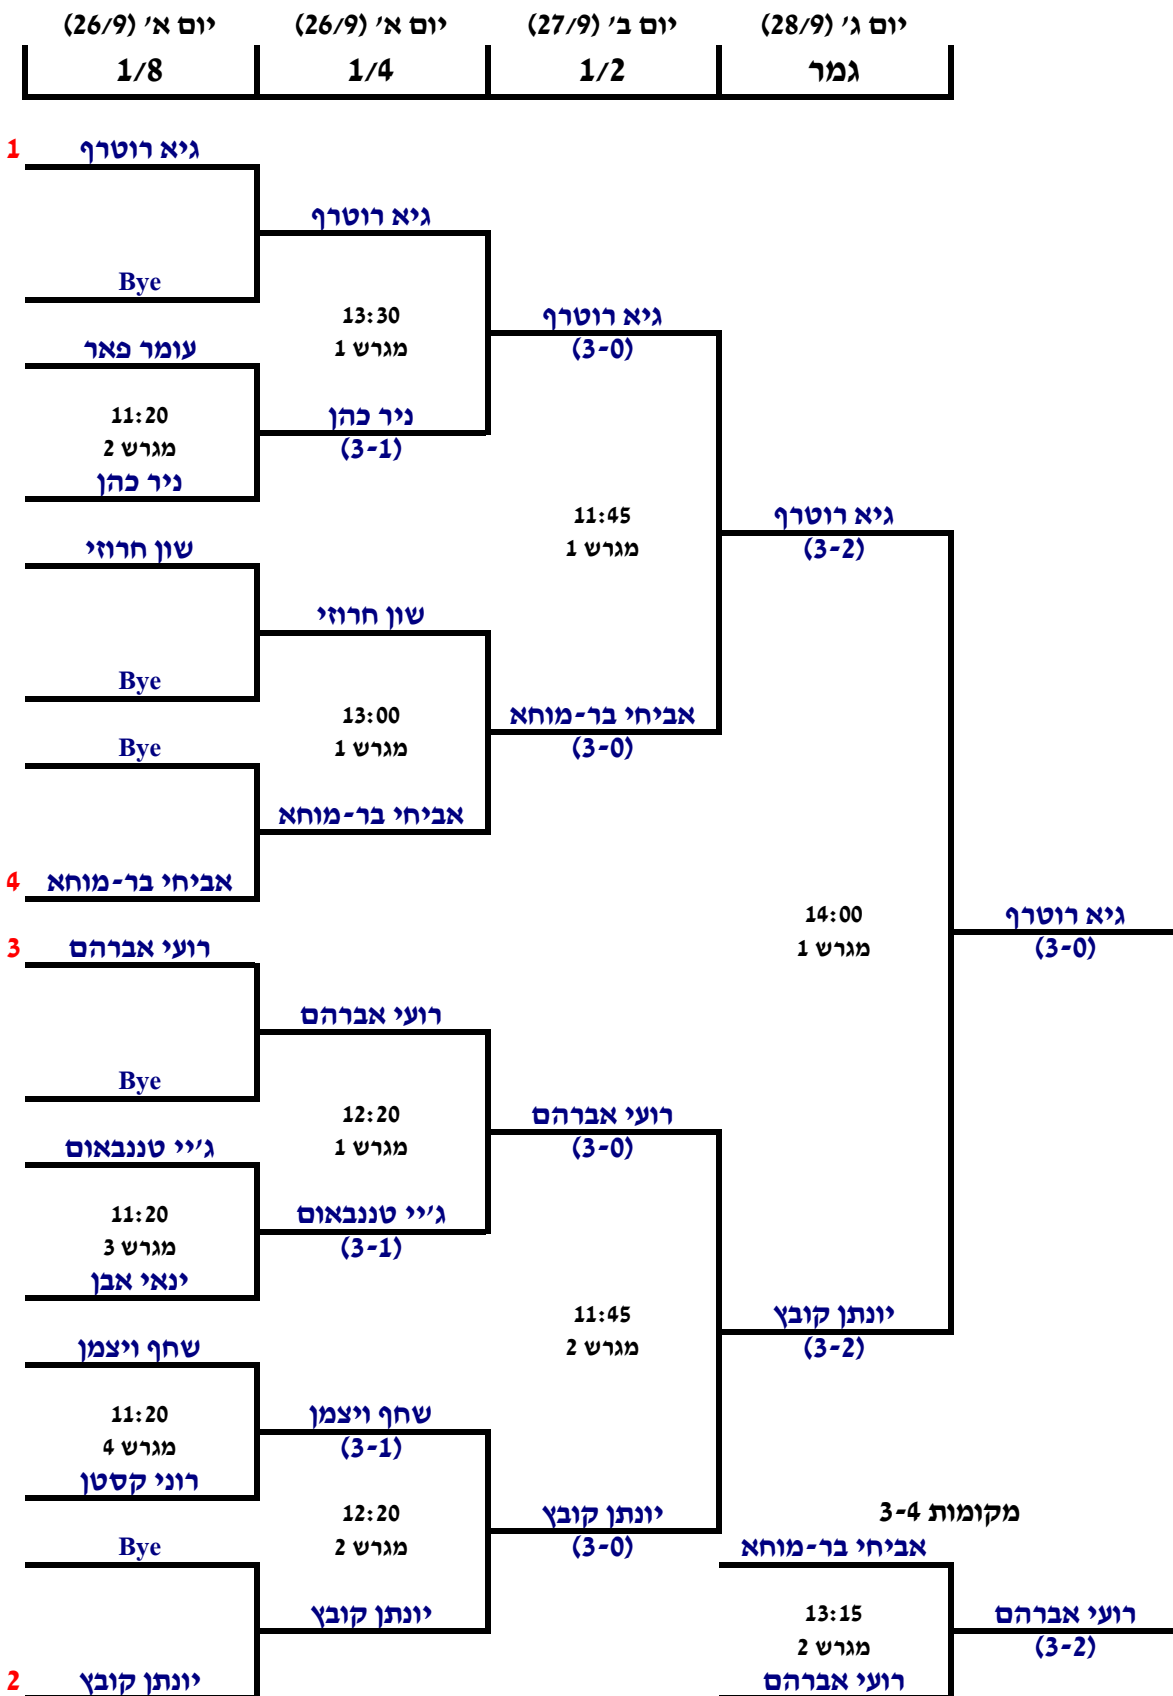 יום א' (26/9)
יום א' (26/9)
יום ב' (27/9)
יום ג' (28/9)
1/8
1/4
1/2
גמר
1
גיא רוטרף
גיא רוטרף
Bye
13:30
מגרש 1
גיא רוטרף
(3-0)
עומר פאר
11:20
מגרש 2
ניר כהן
ניר כהן
(3-1)
שון חרוזי
11:45
מגרש 1
גיא רוטרף
(3-2)
שון חרוזי
Bye
13:00
מגרש 1
אביחי בר-מוחא
(3-0)
Bye
אביחי בר-מוחא
4
אביחי בר-מוחא
14:00
מגרש 1
גיא רוטרף
(3-0)
3
רועי אברהם
רועי אברהם
Bye
12:20
מגרש 1
רועי אברהם
(3-0)
ג'יי טננבאום
11:20
מגרש 3
ינאי אבן
ג'יי טננבאום
(3-1)
11:45
מגרש 2
יונתן קובץ
(3-2)
שחף ויצמן
11:20
מגרש 4
רוני קסטן
שחף ויצמן
(3-1)
12:20
מגרש 2
יונתן קובץ
(3-0)
Bye
יונתן קובץ
2
יונתן קובץ
מקומות 3-4
אביחי בר-מוחא
13:15
מגרש 2
רועי אברהם
רועי אברהם
(3-2)